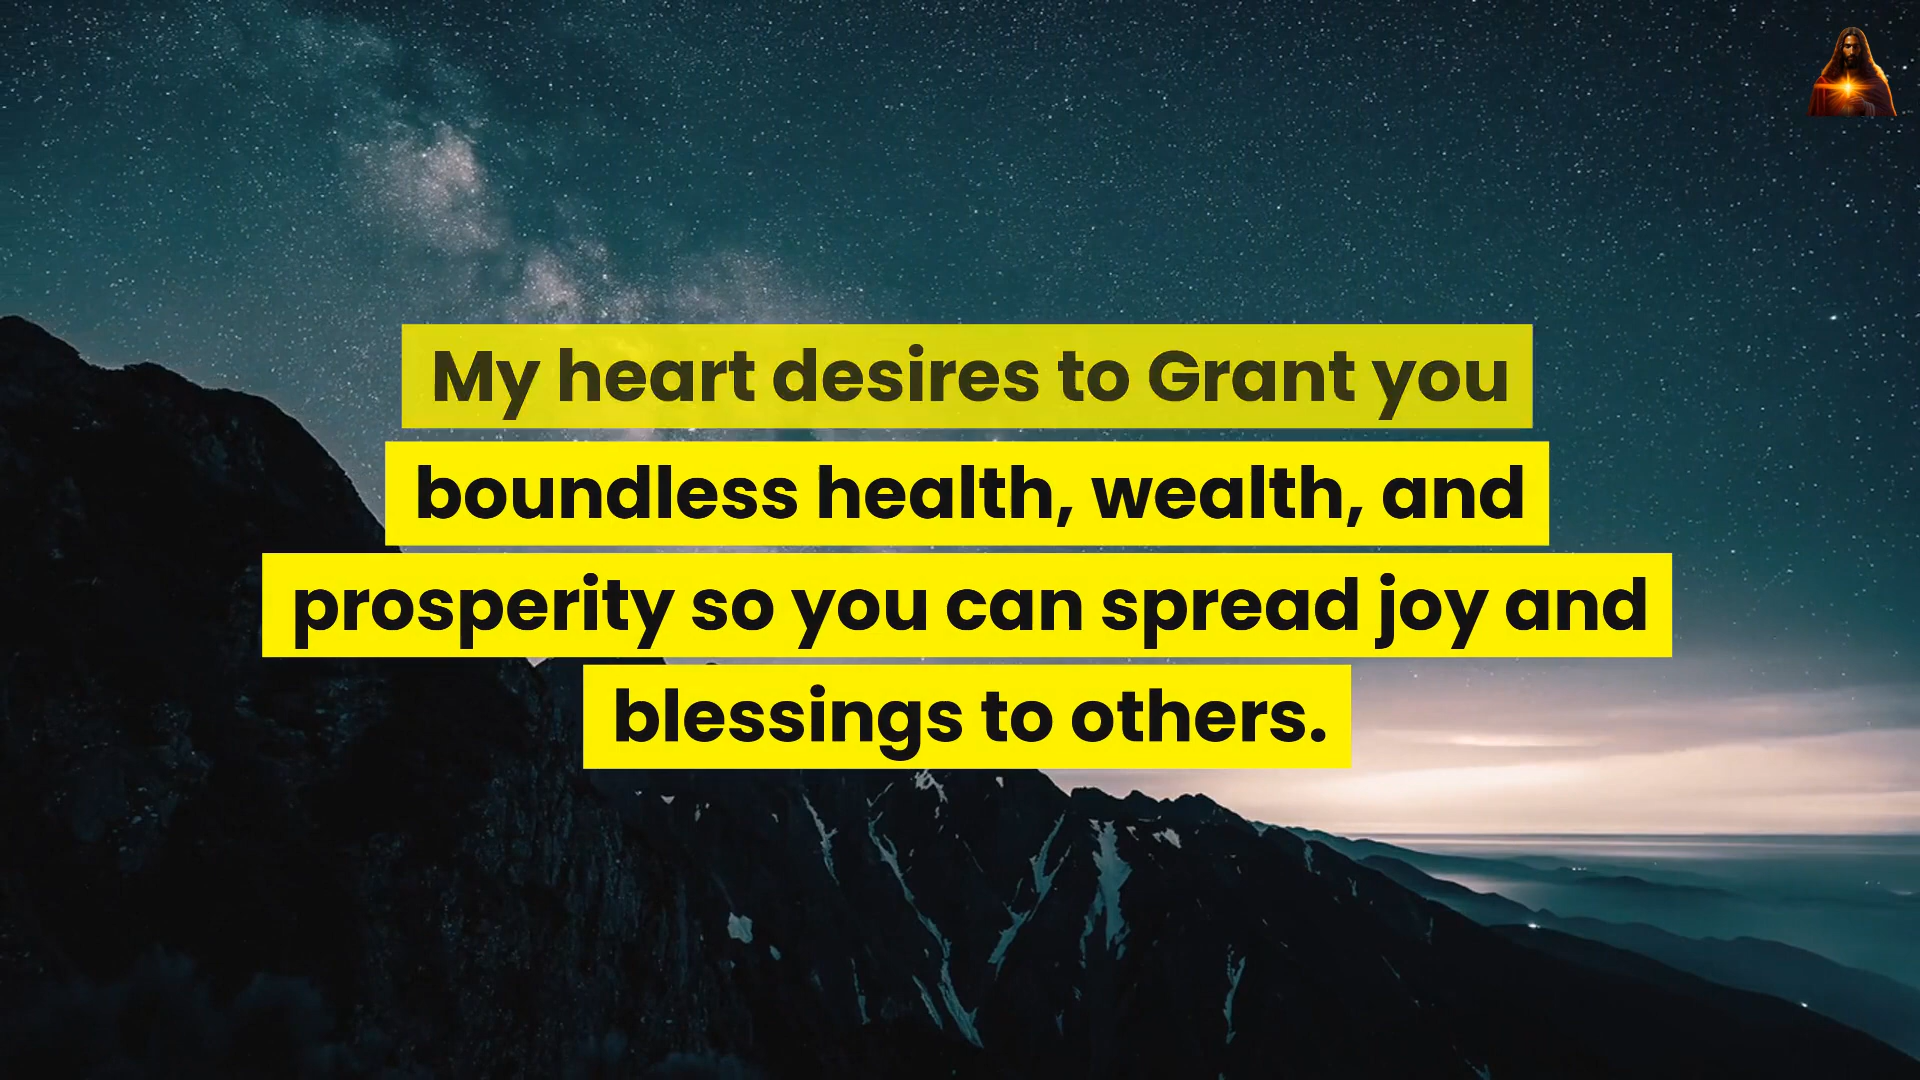 My heart desires to Grant you
boundless health, wealth, and
prosperity so you can spread joy and
blessings to others.